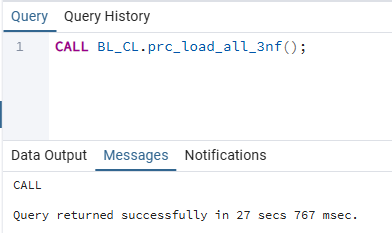 Query Query History
1 CALL BL_CL.prc_load_all_3nf();
Data Output Messages Notifications
CALL
Query returned successfully in 27 secs 767 msec.